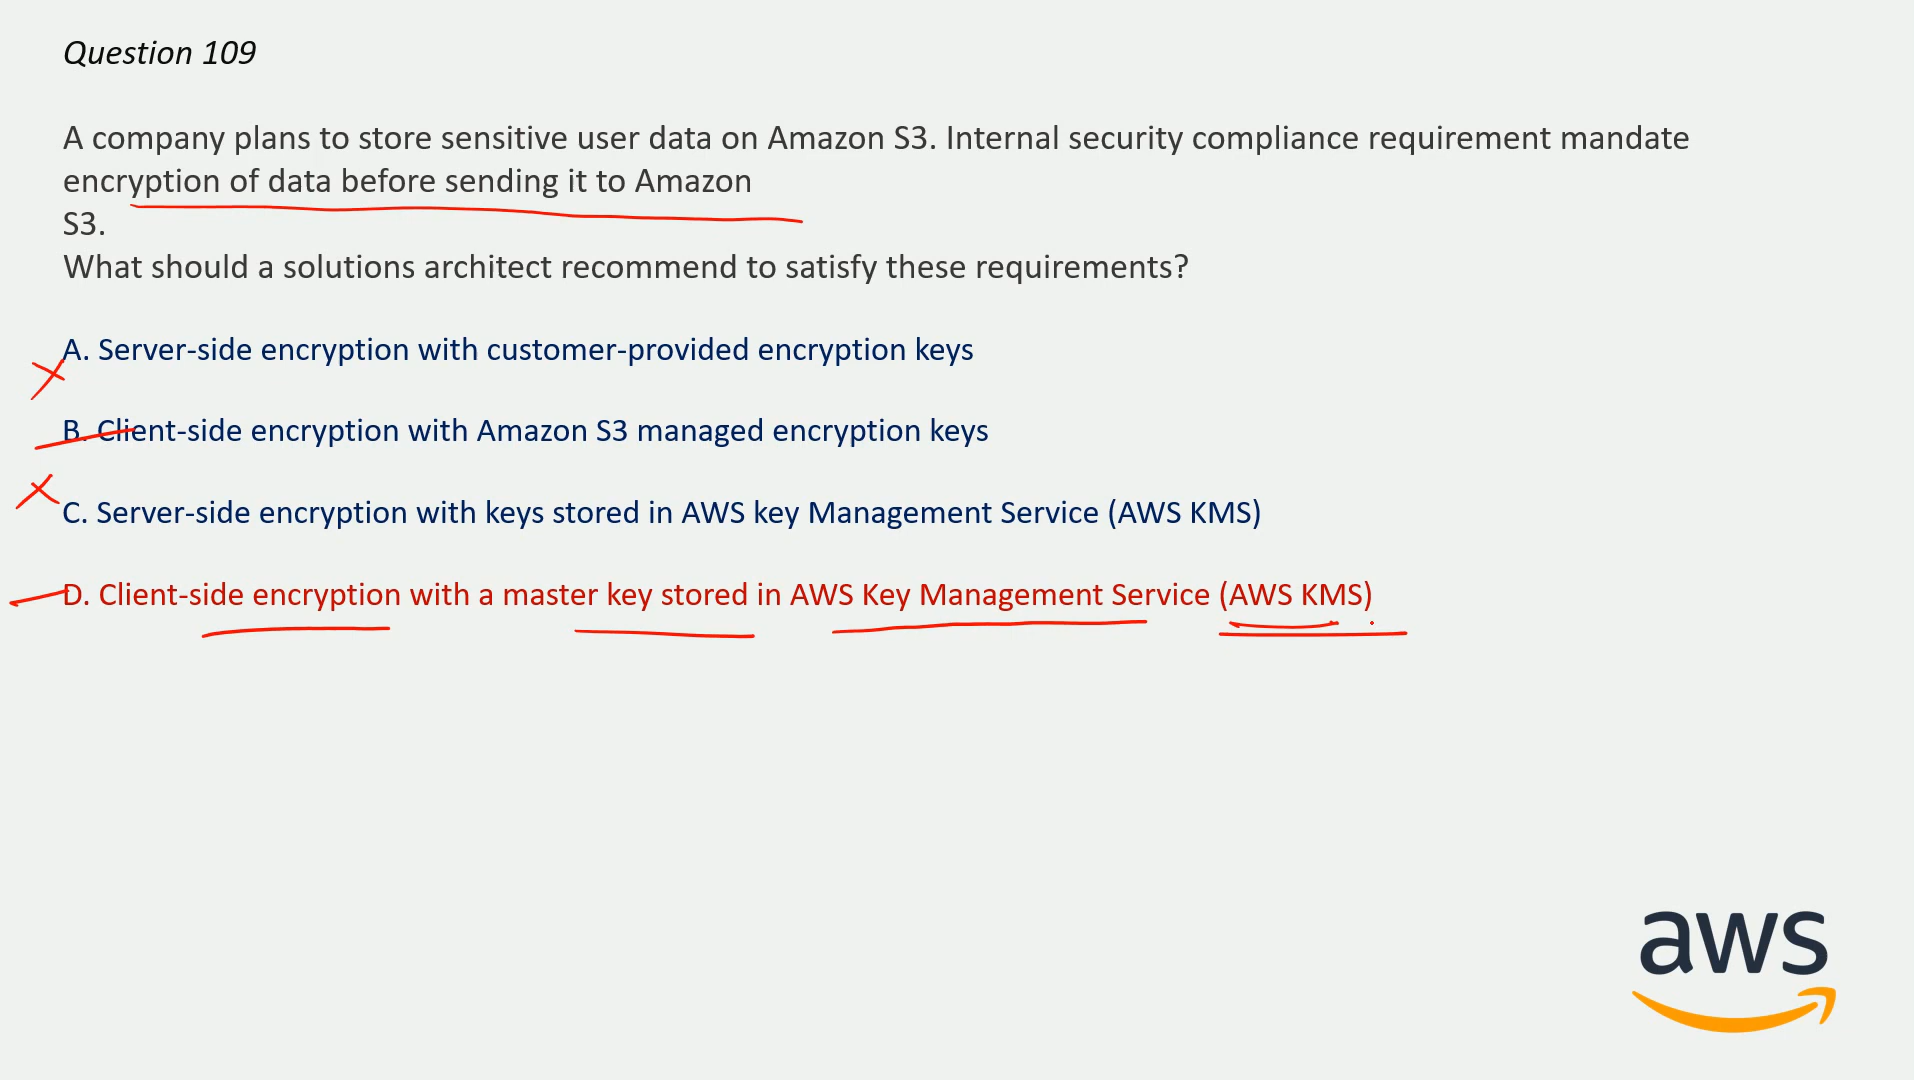 Question 109
A company plans to store sensitive user data on Amazon S3. Internal security compliance requirement mandate
encryption of data before sending it to Amazon
S3.
What should a solutions architect recommend to satisfy these requirements?
A. Server-side encryption with customer-provided encryption keys
B. Client-side encryption with Amazon S3 managed encryption keys
C. Server-side encryption with keys stored in AWS key Management Service (AWS KMS)
D. Client-side encryption with a master key stored in AWS Key Management Service (AWS KMS)
aws